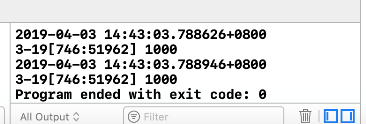 2019-04-03 14:43:03.788626+0800
3-19[746:51962] 1000
2019-04-03 14:43:03.788946+0800
3-19[746:51962] 1000
Program ended with exit code: 0
All Output
Filter